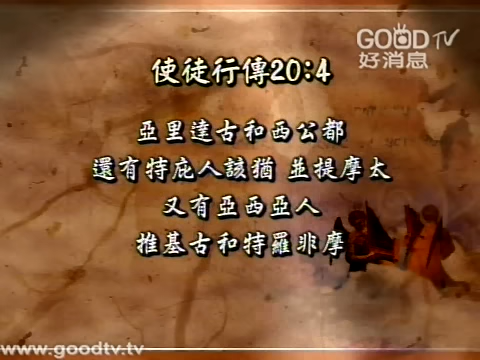 GOOD TV
好消息
使徒行傳20:4
亞里達古和西公都
還有特庇人該猶 並提摩太
又有亞西亞人
推基古和特羅非摩
www.goodtv.tv